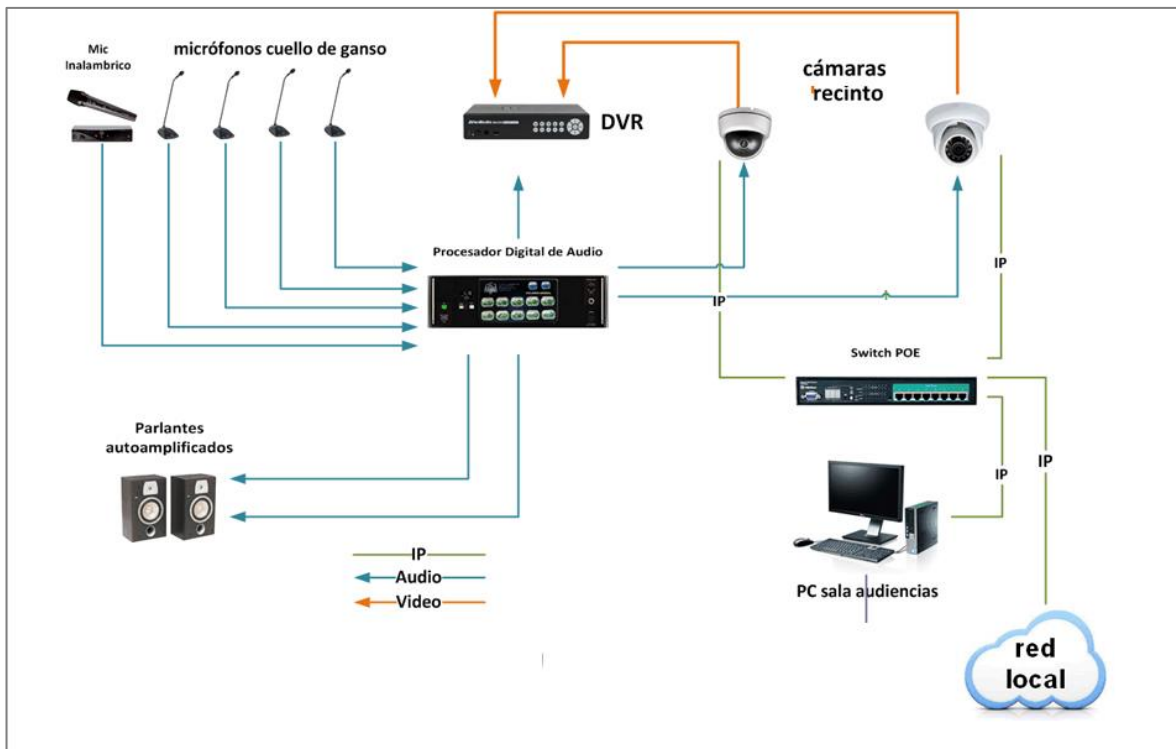 Mic
Inalambrico
micrófonos cuello de ganso
DVR
cámaras
recinto
Procesador Digital de Audio
IP
IP
Switch POE
Parlantes
autoamplificados
IP
IP
IP
Audio
Video
PC sala audiencias
red
local